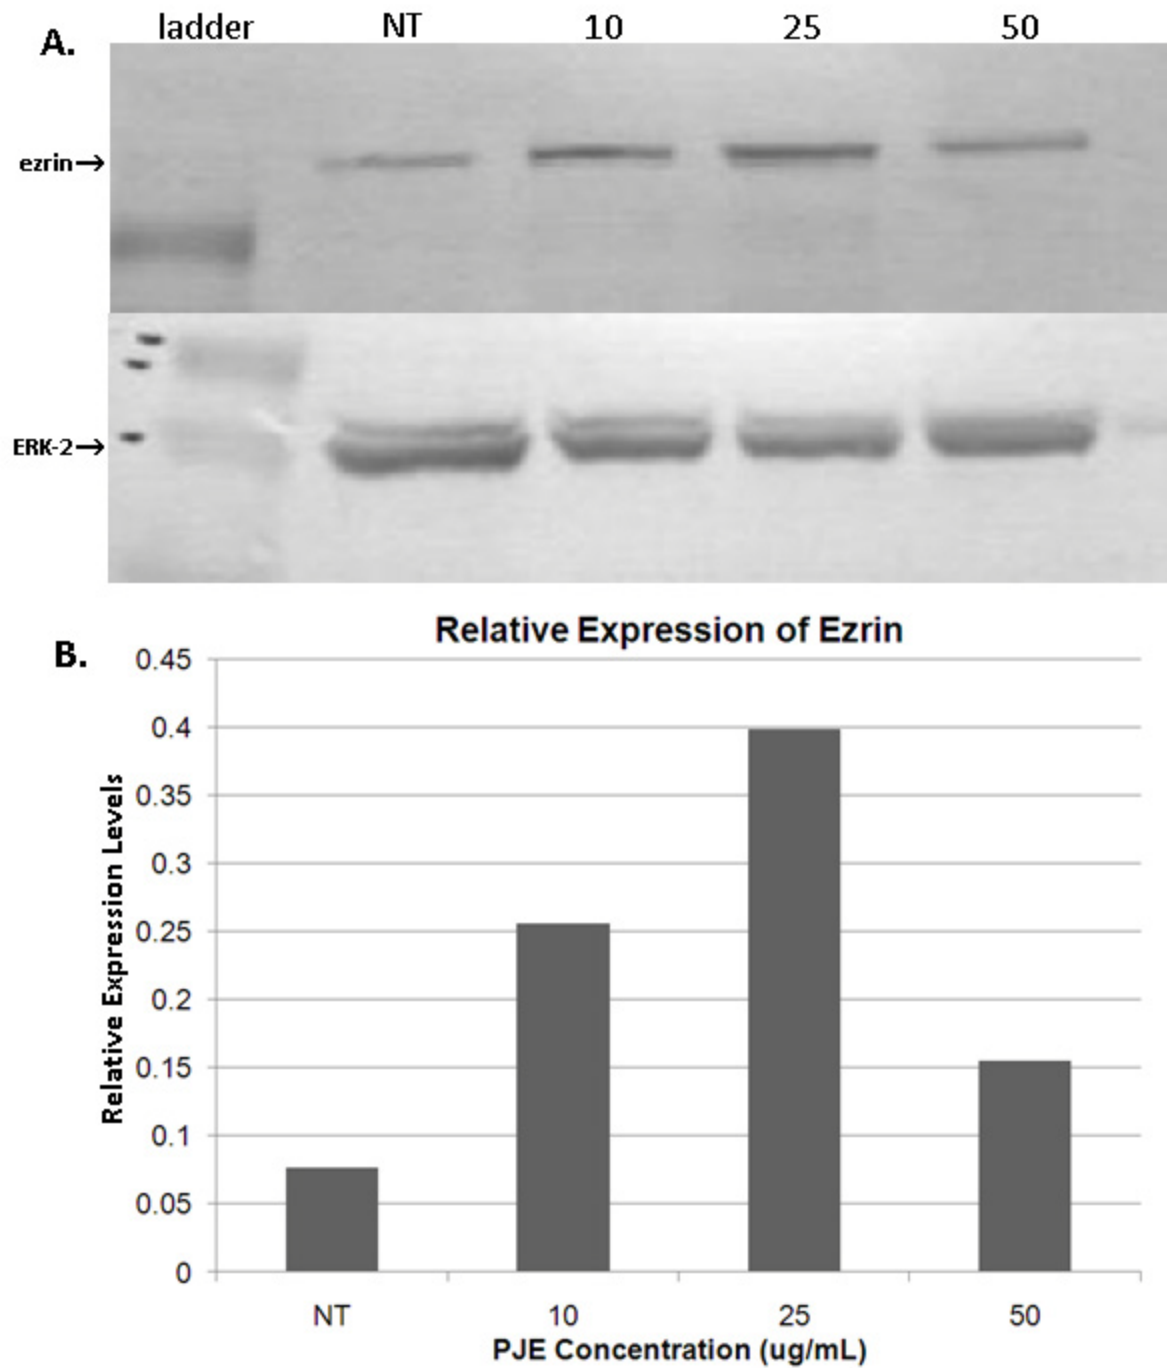 A.
ladder NT 10 25 50
ezrin→
ERK-2→
B.
Relative Expression of Ezrin
Relative Expression Levels
0.45
0.4
0.35
0.3
0.25
0.2
0.15
0.1
0.05
0
NT 10 25 50
PJE Concentration (ug/mL)